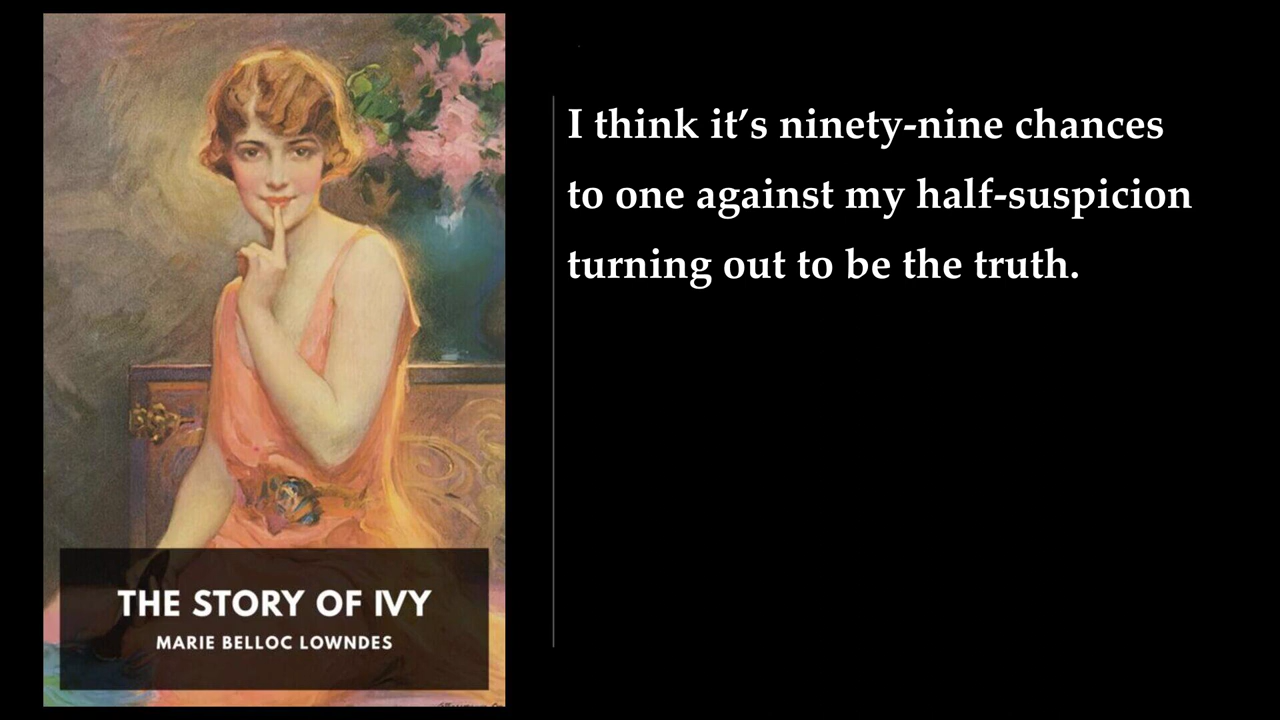 I think it’s ninety-nine chances
to one against my half-suspicion
turning out to be the truth.
THE STORY OF IVY
MARIE BELLOC LOWNDES